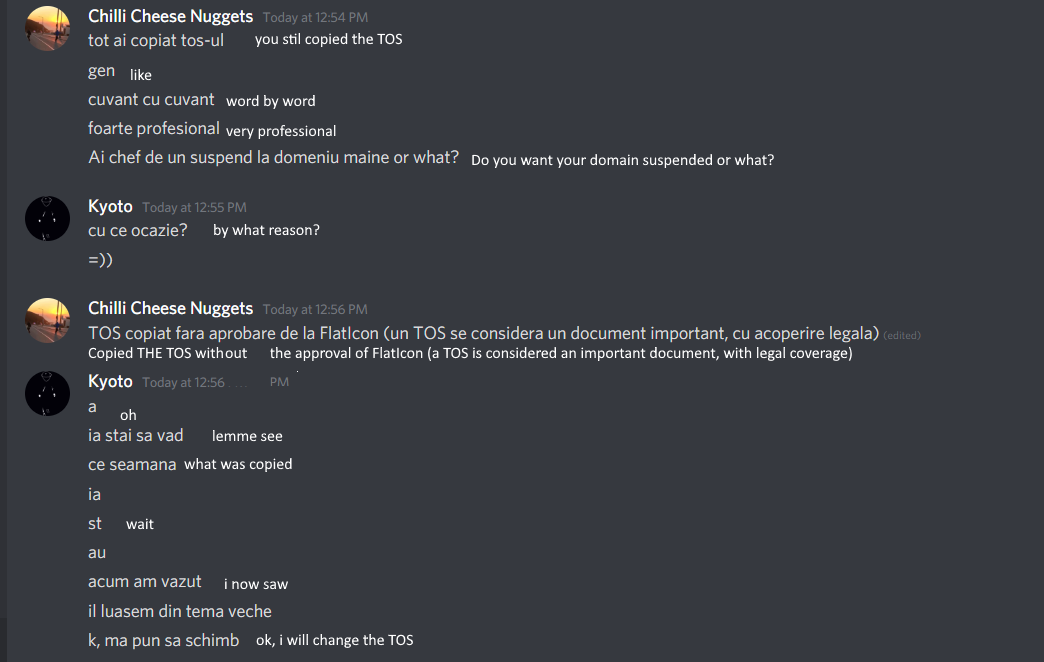 Chilli Cheese Nuggets Today at 12:54 PM
tot ai copiat tos-ul you stil copied the TOS
gen like
cuvant cu cuvant word by word
foarte profesional very professional
Ai chef de un suspend la domeniu maine or what? Do you want your domain suspended or what?
Kyoto Today at 12:55 PM
cu ce ocazie? by what reason?
=))
Chilli Cheese Nuggets Today at 12:56 PM
TOS copiat fara aprobare de la FlatIcon (un TOS se considera un document important, cu acoperire legala) (edited)
Copied THE TOS without the approval of FlatIcon (a TOS is considered an important document, with legal coverage)
Kyoto Today at 12:56 .... PM
a oh
ia stai sa vad lemme see
ce seamana what was copied
ia
st wait
au
acum am vazut i now saw
il luasem din tema veche
k, ma pun sa schimb ok, i will change the TOS